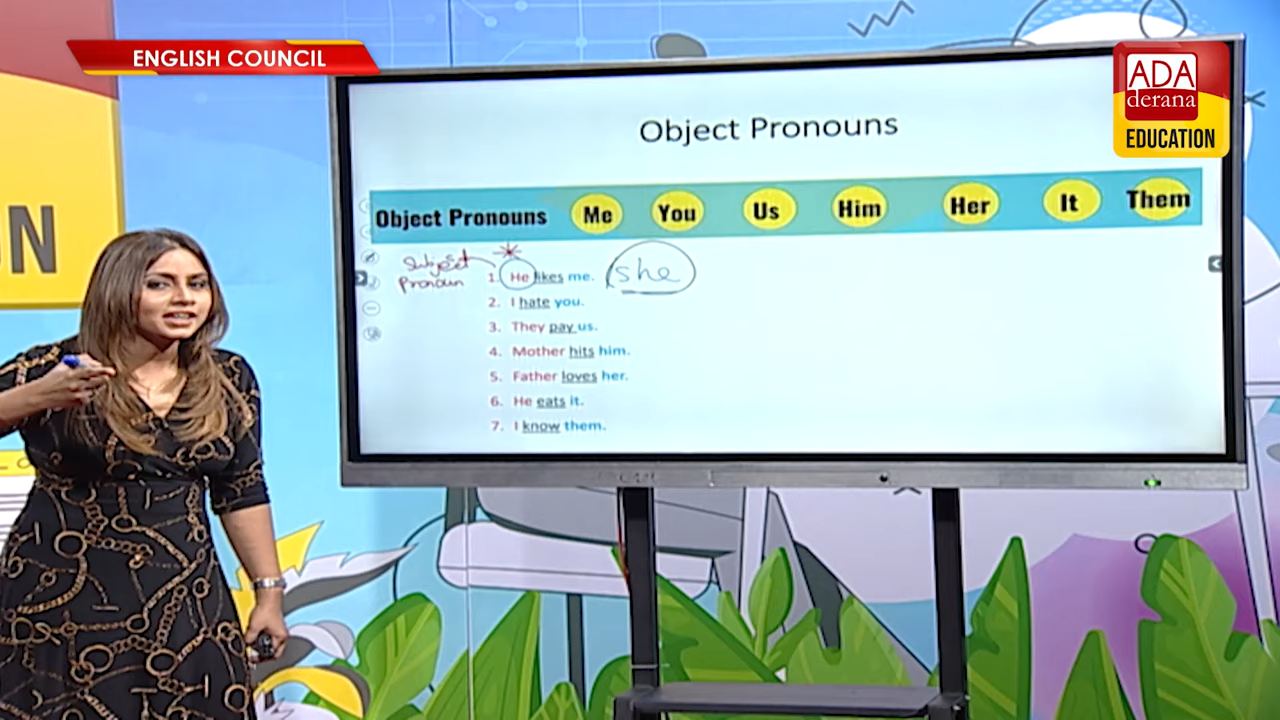 ENGLISH COUNCIL
ADA
derana
EDUCATION
N
Object Pronouns
Object Pronouns Me You Us Him Her It Them
Subject
Pronoun
1. He likes me. she
2. I hate you.
3. They pay us.
4. Mother hits him.
5. Father loves her.
6. He eats it.
7. I know them.